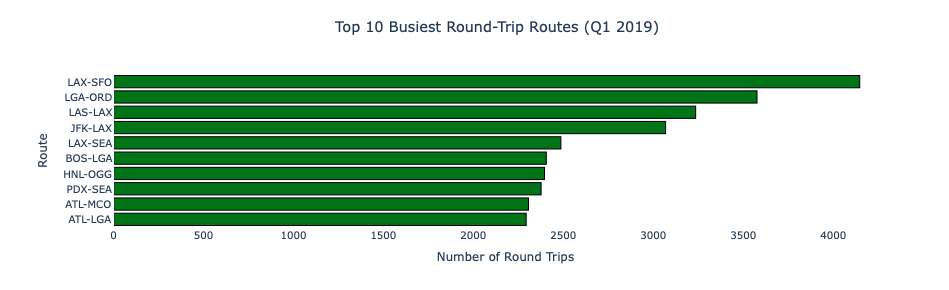 Top 10 Busiest Round-Trip Routes (Q1 2019)
Route
LAX-SFO
LGA-ORD
LAS-LAX
JFK-LAX
LAX-SEA
BOS-LGA
HNL-OGG
PDX-SEA
ATL-MCO
ATL-LGA
0 500 1000 1500 2000 2500 3000 3500 4000
Number of Round Trips